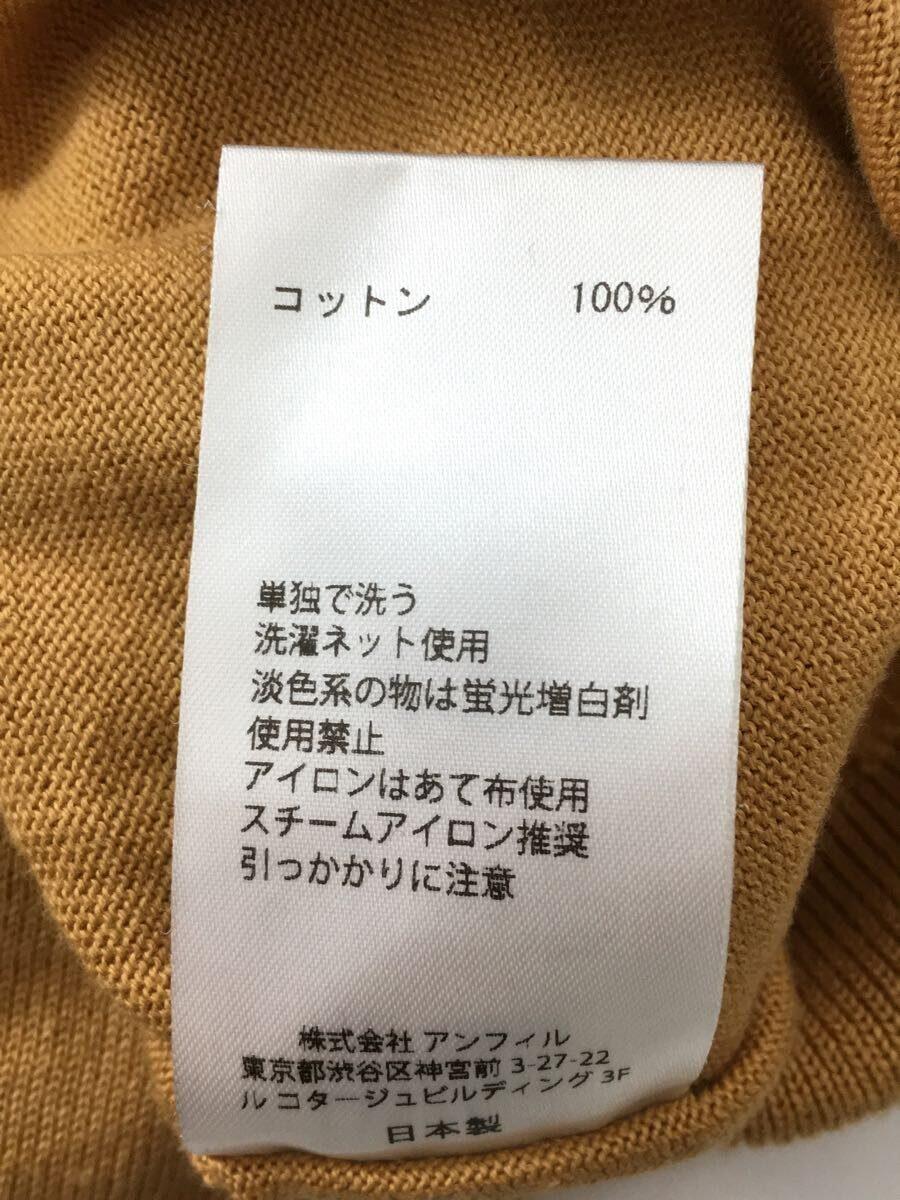 コットン 100%
単独で洗う
洗濯ネット使用
淡色系の物は蛍光増白剤
使用禁止
アイロンはあて布使用
スチームアイロン推奨
引っかかりに注意
株式会社 アンフィル
東京都渋谷区神宮前 3-27-22
ル コタージュビルディング 3F
日本製